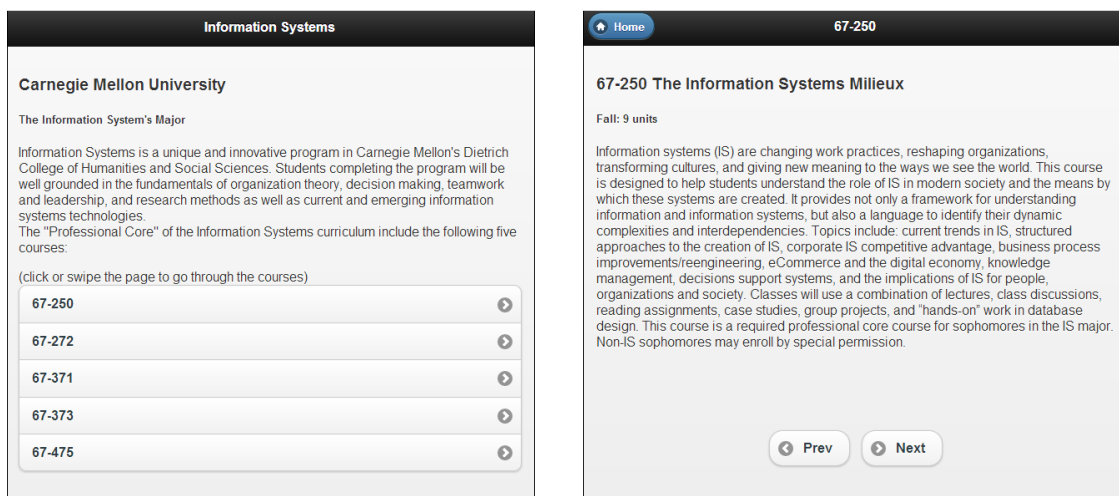 Information Systems
Carnegie Mellon University
The Information System's Major
Information Systems is a unique and innovative program in Carnegie Mellon's Dietrich
College of Humanities and Social Sciences. Students completing the program will be
well grounded in the fundamentals of organization theory, decision making, teamwork
and leadership, and research methods as well as current and emerging information
systems technologies.
The "Professional Core" of the Information Systems curriculum include the following five
courses:
(click or swipe the page to go through the courses)
67-250
67-272
67-371
67-373
67-475
Home
67-250
67-250 The Information Systems Milieux
Fall: 9 units
Information systems (IS) are changing work practices, reshaping organizations,
transforming cultures, and giving new meaning to the ways we see the world. This course
is designed to help students understand the role of IS in modern society and the means by
which these systems are created. It provides not only a framework for understanding
information and information systems, but also a language to identify their dynamic
complexities and interdependencies. Topics include: current trends in IS, structured
approaches to the creation of IS, corporate IS competitive advantage, business process
improvements/reengineering, eCommerce and the digital economy, knowledge
management, decisions support systems, and the implications of IS for people,
organizations and society. Classes will use a combination of lectures, class discussions,
reading assignments, case studies, group projects, and "hands-on" work in database
design. This course is a required professional core course for sophomores in the IS major.
Non-IS sophomores may enroll by special permission.
Prev
Next